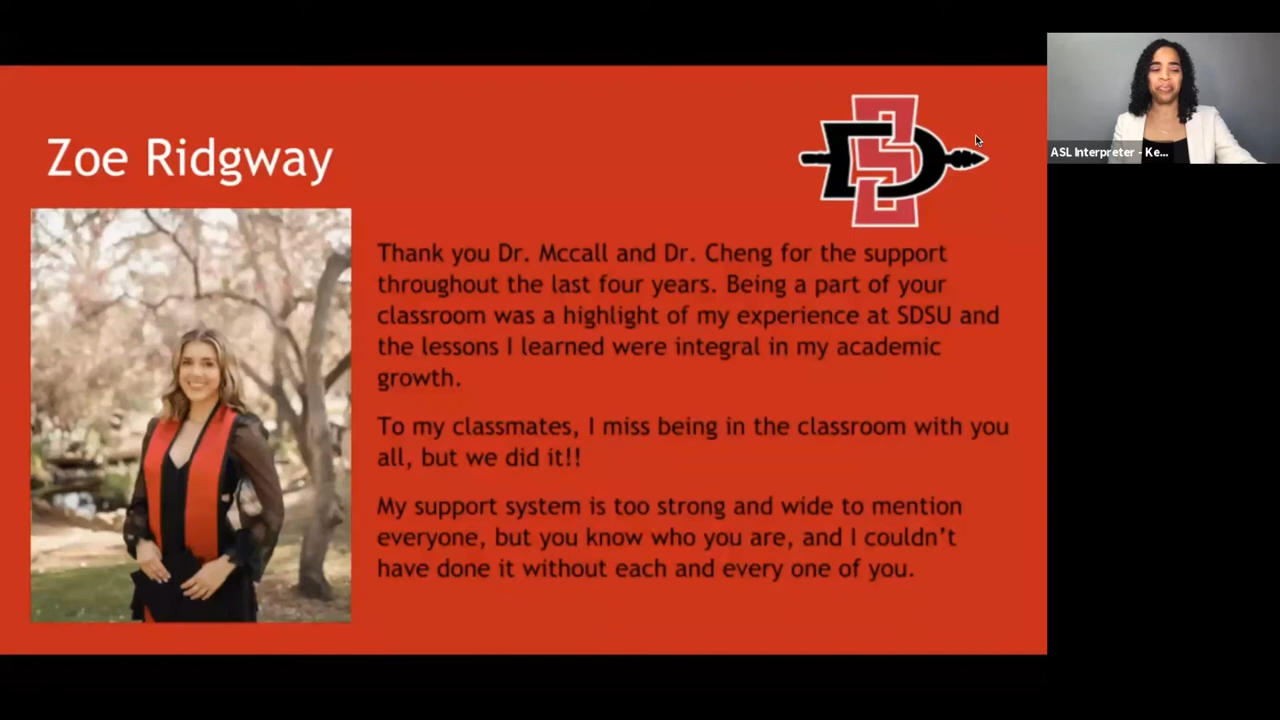 Zoe Ridgway
SD
Thank you Dr. Mccall and Dr. Cheng for the support
throughout the last four years. Being a part of your
classroom was a highlight of my experience at SDSU and
the lessons I learned were integral in my academic
growth.
To my classmates, I miss being in the classroom with you
all, but we did it!!
My support system is too strong and wide to mention
everyone, but you know who you are, and I couldn't
have done it without each and every one of you.
ASL Interpreter - Ke...